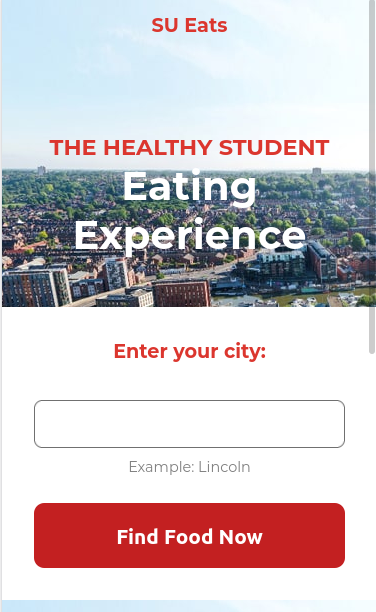 SU Eats
THE HEALTHY STUDENT
Eating
Experience
Enter your city:
Example: Lincoln
Find Food Now